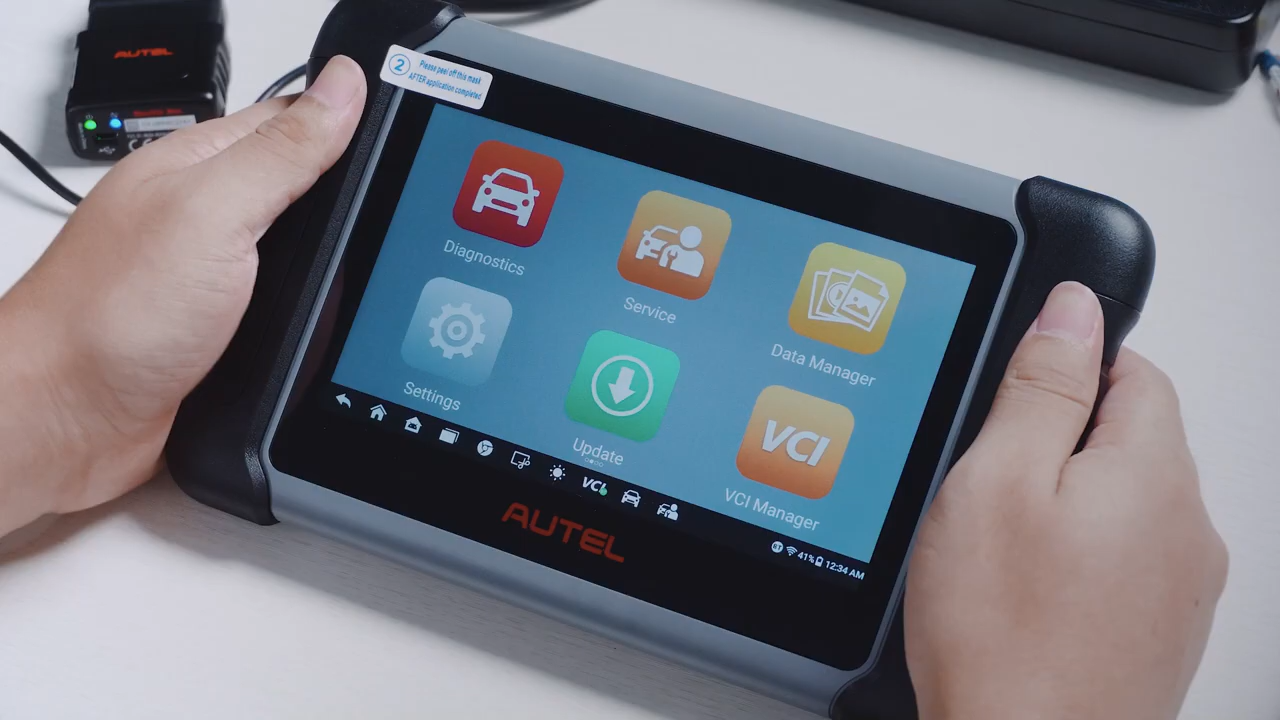 AUTEL
2
Please peel off this mask
AFTER application completed
Diagnostics
Service
Data Manager
Settings
Update
VCI
VCI Manager
VCI
41%
12:34 AM
AUTEL